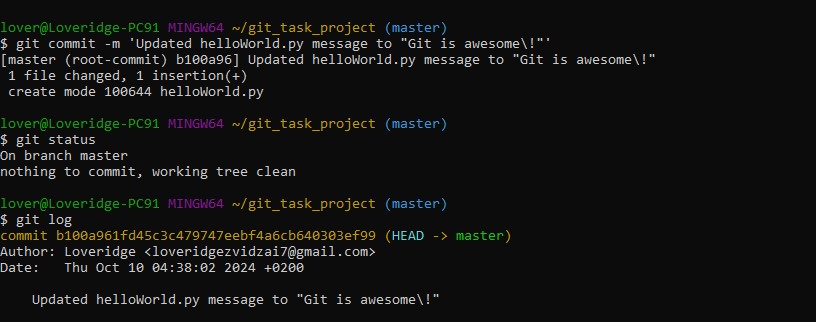 lover@Loveridge-PC91 MINGW64 ~/git_task_project (master)
$ git commit -m 'Updated helloWorld.py message to "Git is awesome\!"'
[master (root-commit) b100a96] Updated helloWorld.py message to "Git is awesome\!"
 1 file changed, 1 insertion(+)
 create mode 100644 helloWorld.py

lover@Loveridge-PC91 MINGW64 ~/git_task_project (master)
$ git status
On branch master
nothing to commit, working tree clean

lover@Loveridge-PC91 MINGW64 ~/git_task_project (master)
$ git log
commit b100a961fd45c3c479747eebf4a6cb640303ef99 (HEAD -> master)
Author: Loveridge <loveridgezvidzai7@gmail.com>
Date:   Thu Oct 10 04:38:02 2024 +0200

    Updated helloWorld.py message to "Git is awesome\!"